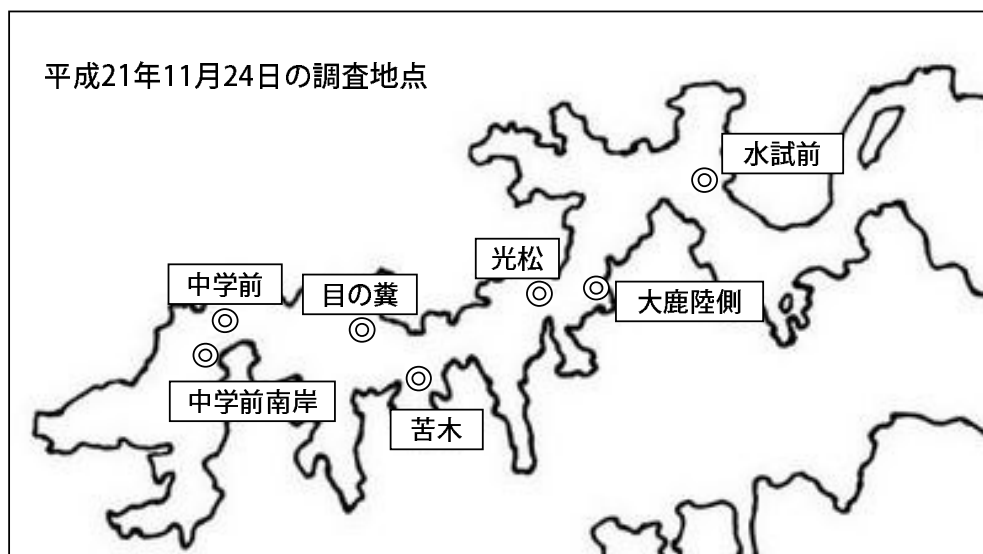 平成21年11月24日の調査地点
水試前
光松
中学前
目の糞
大鹿陸側
中学前南岸
苦木